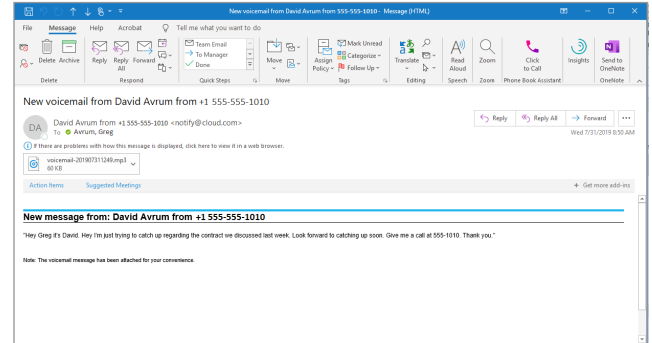 New voicemail from David Avrum from 555-555-1010 - Message (HTML)
File Message Help Acrobat Tell me what you want to do
Delete Archive
Reply Reply All Forward
Team Email
To Manager
Done
Move
Assign Policy
Mark Unread
Categorize
Follow Up
Translate
Read Aloud
Zoom
Click to Call
Insights
Send to OneNote
Delete Respond Quick Steps Move Tags Editing Speech Zoom Phone Book Assistant OneNote
New voicemail from David Avrum from +1 555-555-1010
DA
David Avrum from +1 555-555-1010 <notify@cloud.com>
To Avrum, Greg
Reply Reply All Forward
Wed 7/31/2019 8:50 AM
If there are problems with how this message is displayed, click here to view it in a web browser.
voicemail-201907311249.mp3
60 KB
Action Items Suggested Meetings + Get more add-ins
New message from: David Avrum from +1 555-555-1010
"Hey Greg it's David. Hey I'm just trying to catch up regarding the contract we discussed last week. Look forward to catching up soon. Give me a call at 555-1010. Thank you."
Note: The voicemail message has been attached for your convenience.